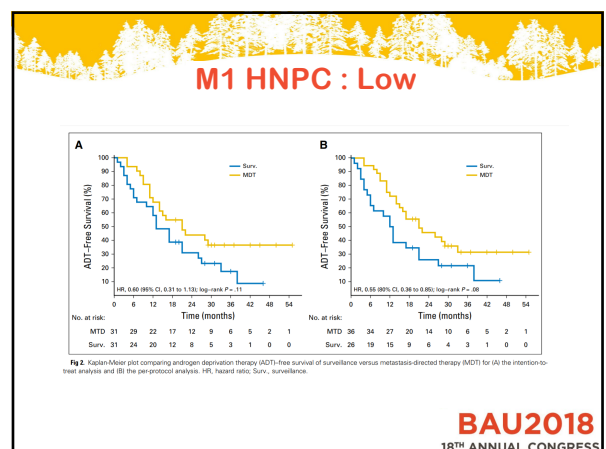 M1 HNPC : Low
A
ADT–Free Survival (%)
100
90
80
70
60
50
40
30
20
10
Surv.
MDT
HR, 0.60 (95% CI, 0.31 to 1.13); log–rank P = .11
0 6 12 18 24 30 36 42 48 54
Time (months)
No. at risk:
MTD 31 29 22 17 12 9 6 5 2 1
Surv. 31 24 20 12 8 5 3 1 0 0
B
ADT–Free Survival (%)
100
90
80
70
60
50
40
30
20
10
Surv.
MDT
HR, 0.55 (80% CI, 0.36 to 0.85); log–rank P = .08
0 6 12 18 24 30 36 42 48 54
Time (months)
No. at risk:
MTD 36 34 27 20 14 10 6 5 2 1
Surv. 26 19 15 9 6 4 3 1 0 0
Fig 2. Kaplan-Meier plot comparing androgen deprivation therapy (ADT)–free survival of surveillance versus metastasis-directed therapy (MDT) for (A) the intention-to-
treat analysis and (B) the per-protocol analysis. HR, hazard ratio; Surv., surveillance.
BAU2018
18TH ANNUAL CONGRESS